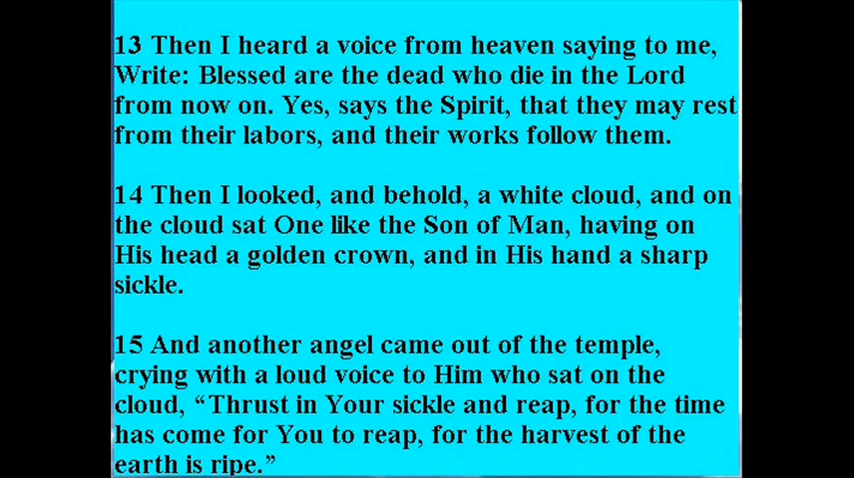 13 Then I heard a voice from heaven saying to me,
Write: Blessed are the dead who die in the Lord
from now on. Yes, says the Spirit, that they may rest
from their labors, and their works follow them.
14 Then I looked, and behold, a white cloud, and on
the cloud sat One like the Son of Man, having on
His head a golden crown, and in His hand a sharp
sickle.
15 And another angel came out of the temple,
crying with a loud voice to Him who sat on the
cloud, “Thrust in Your sickle and reap, for the time
has come for You to reap, for the harvest of the
earth is ripe.”